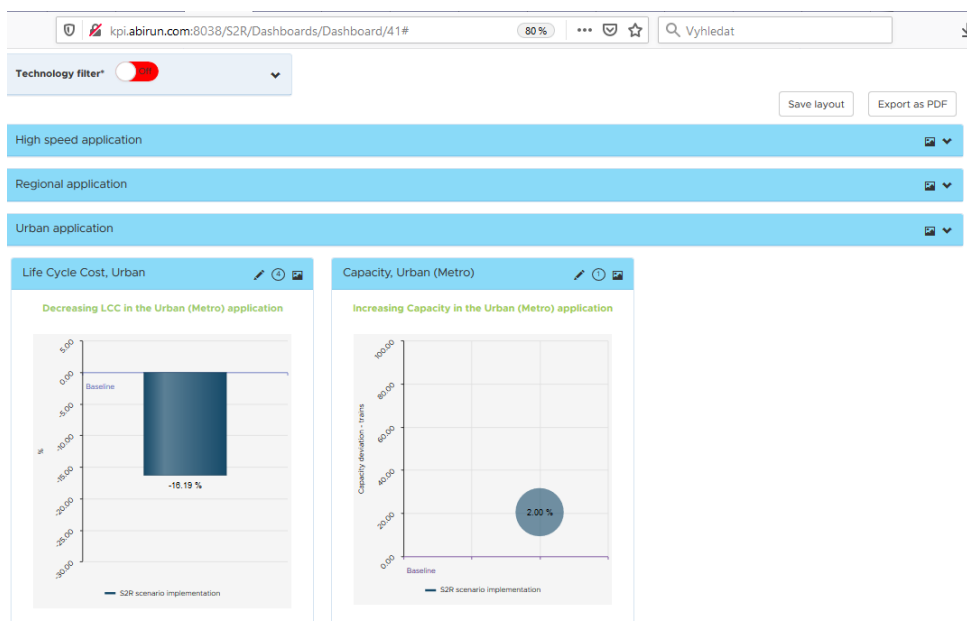 kpi.abirun.com:8038/S2R/Dashboards/Dashboard/41#
80 %
Vyhledat
Technology filter*
Off
Save layout
Export as PDF
High speed application
Regional application
Urban application
Life Cycle Cost, Urban
4
Decreasing LCC in the Urban (Metro) application
5.00
0.00
-5.00
-10.00
-15.00
-20.00
-25.00
-30.00
%
Baseline
-16.19 %
S2R scenario implementation
Capacity, Urban (Metro)
1
Increasing Capacity in the Urban (Metro) application
100.00
80.00
60.00
40.00
20.00
0.00
Capacity deviation - trains
2.00 %
Baseline
S2R scenario implementation